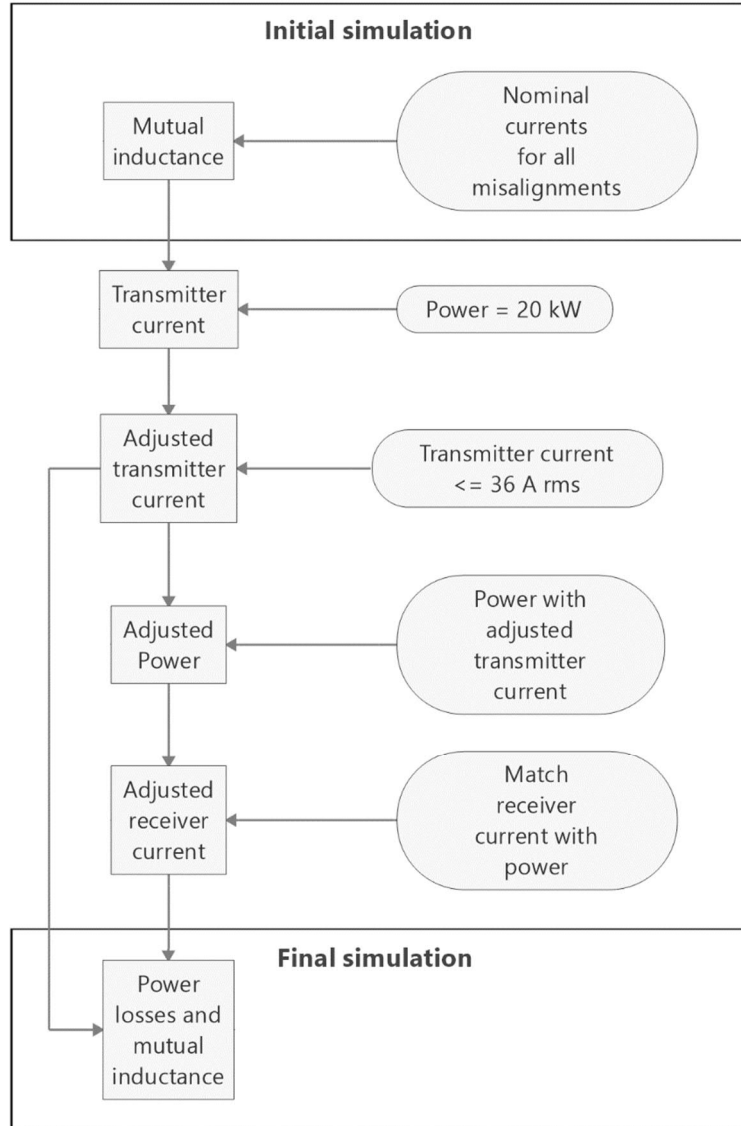 Initial simulation
Mutual
inductance
Nominal
currents
for all
misalignments
Transmitter
current
Power = 20 kW
Adjusted
transmitter
current
Transmitter current
<= 36 A rms
Adjusted
Power
Power with
adjusted
transmitter
current
Adjusted
receiver
current
Match
receiver
current with
power
Final simulation
Power
losses and
mutual
inductance